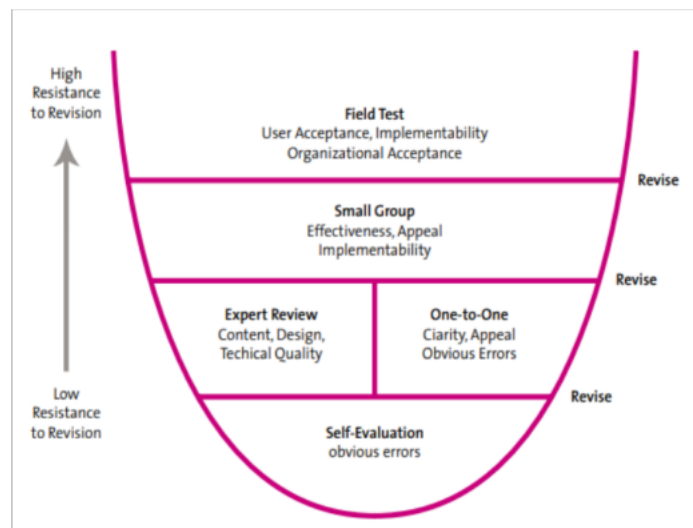 High
Resistance
to Revision
Field Test
User Acceptance, Implementability
Organizational Acceptance
Revise
Small Group
Effectiveness, Appeal
Implementability
Revise
Expert Review
Content, Design,
Techical Quality
One-to-One
Ciarity, Appeal
Obvious Errors
Low
Resistance
to Revision
Revise
Self-Evaluation
obvious errors